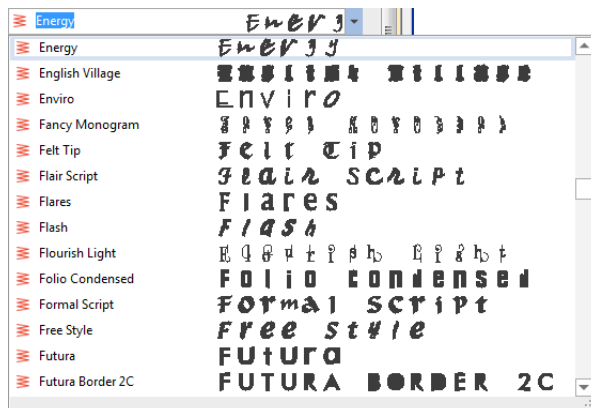 Energy Energy
Energy Energy
English Village English Village
Enviro Enviro
Fancy Monogram Fancy Monogram
Felt Tip Felt Tip
Flair Script Flair Script
Flares Flares
Flash Flash
Flourish Light Flourish Light
Folio Condensed Folio Condensed
Formal Script Formal Script
Free Style Free Style
Futura Futura
Futura Border 2C FUTURA BORDER 2C